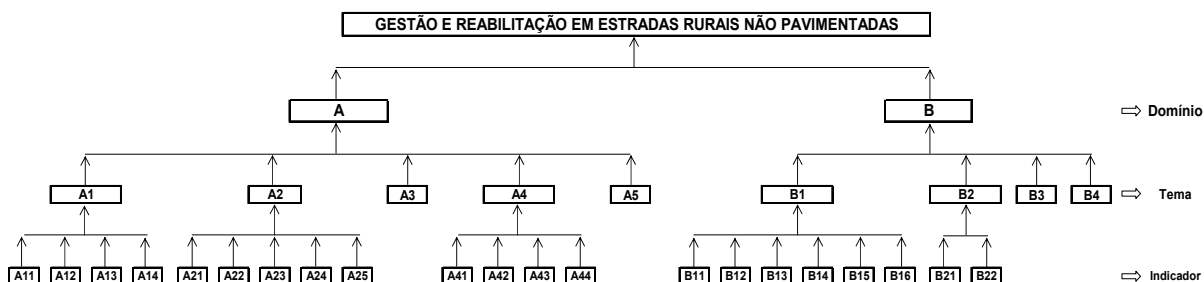 GESTÃO E REABILITAÇÃO EM ESTRADAS RURAIS NÃO PAVIMENTADAS
A B ⇨ Domínio
A1 A2 A3 A4 A5 B1 B2 B3 B4 ⇨ Tema
A11 A12 A13 A14 A21 A22 A23 A24 A25 A41 A42 A43 A44 B11 B12 B13 B14 B15 B16 B21 B22 ⇨ Indicador